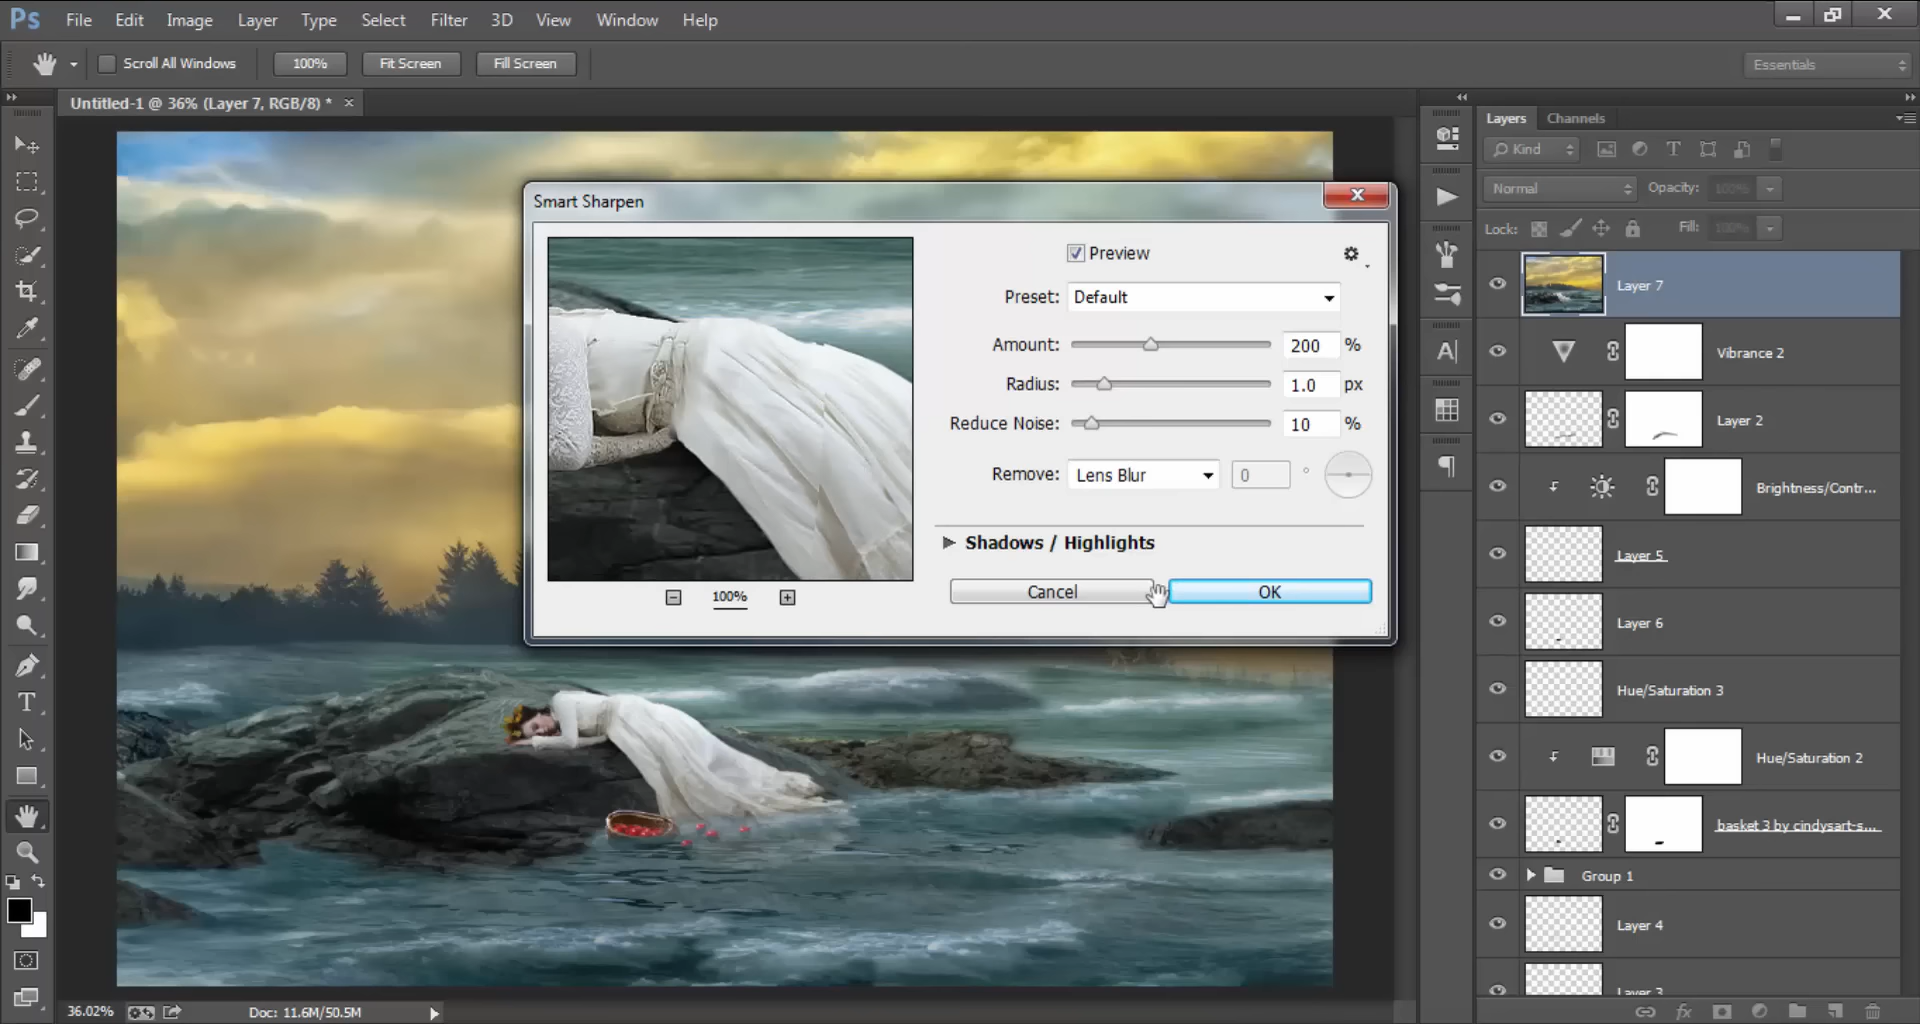 Ps File Edit Image Layer Type Select Filter 3D View Window Help
Scroll All Windows 100% Fit Screen Fill Screen Essentials
Untitled-1 @ 36% (Layer 7, RGB/8) * ×
Smart Sharpen
Preview
Preset: Default
Amount: 200 %
Radius: 1.0 px
Reduce Noise: 10 %
Remove: Lens Blur 0 °
Shadows / Highlights
100%
Cancel OK
Layers Channels
Kind
Normal Opacity: 100%
Lock: Fill: 100%
Layer 7
Vibrance 2
Layer 2
Brightness/Contr...
Layer 5
Layer 6
Hue/Saturation 3
Hue/Saturation 2
basket 3 by cindysart-s...
Group 1
Layer 4
Layer 3
36.02% Doc: 11.6M/50.5M